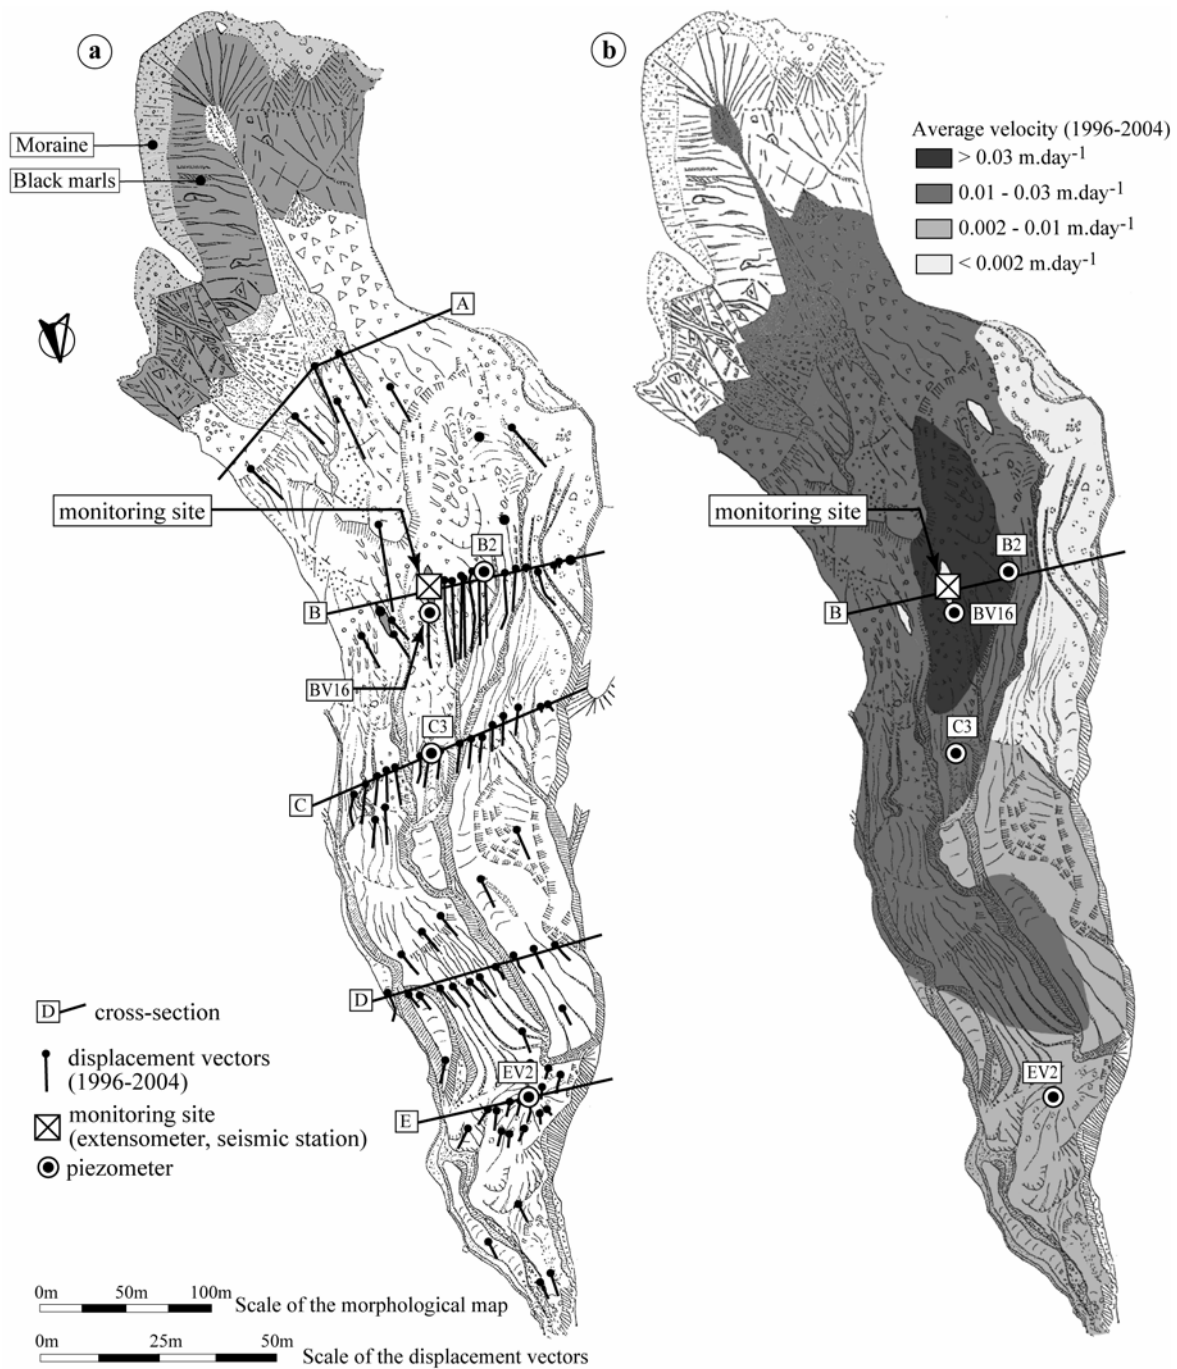 a
Moraine
Black marls
A
monitoring site
B2
B
BV16
C3
C
D
EV2
E
D cross-section
displacement vectors
(1996-2004)
monitoring site
(extensometer, seismic station)
piezometer
0m 50m 100m
Scale of the morphological map
0m 25m 50m
Scale of the displacement vectors
b
Average velocity (1996-2004)
> 0.03 m.day-1
0.01 - 0.03 m.day-1
0.002 - 0.01 m.day-1
< 0.002 m.day-1
monitoring site
B2
B
BV16
C3
EV2